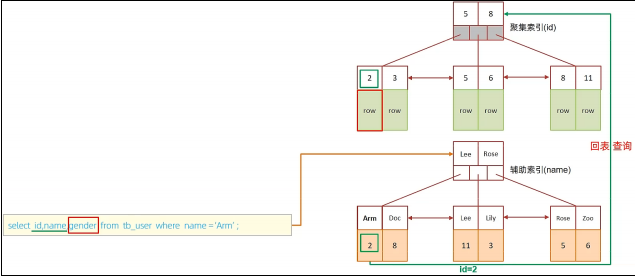 5 8
聚集索引(id)
2 3 5 6 8 11
row row row row row row
回表 查询
Lee Rose
辅助索引(name)
select id,name,gender from tb_user where name = 'Arm' ;
Arm Doc Lee Lily Rose Zoo
2 8 11 3 5 6
id=2